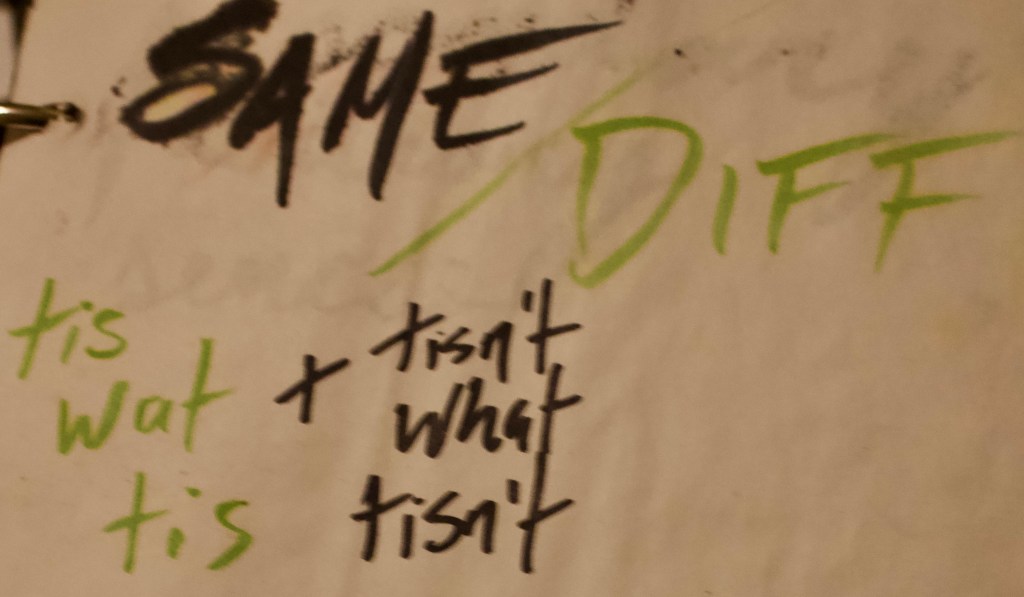 SAME / DIFF
tis + tisn't
wat what
tis tisn't